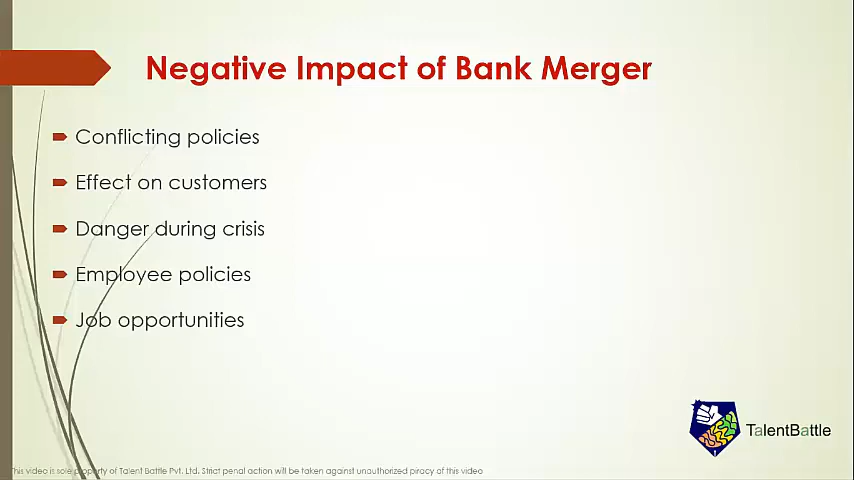 Negative Impact of Bank Merger
Conflicting policies
Effect on customers
Danger during crisis
Employee policies
Job opportunities
TalentBattle
This video is sole property of Talent Battle Pvt. Ltd. Strict penal action will be taken against unauthorized piracy of this video